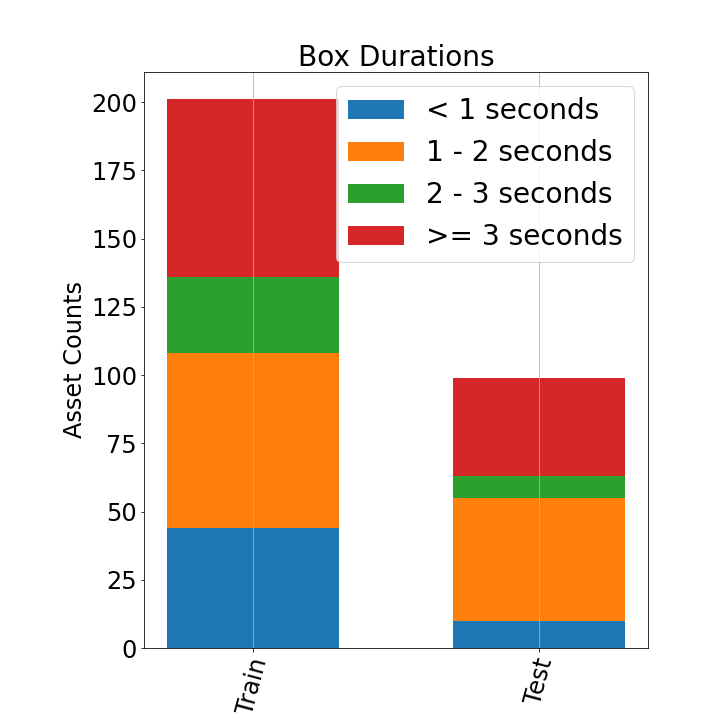 Box Durations
< 1 seconds
1 - 2 seconds
2 - 3 seconds
>= 3 seconds
Asset Counts
200
175
150
125
100
75
50
25
0
Train
Test